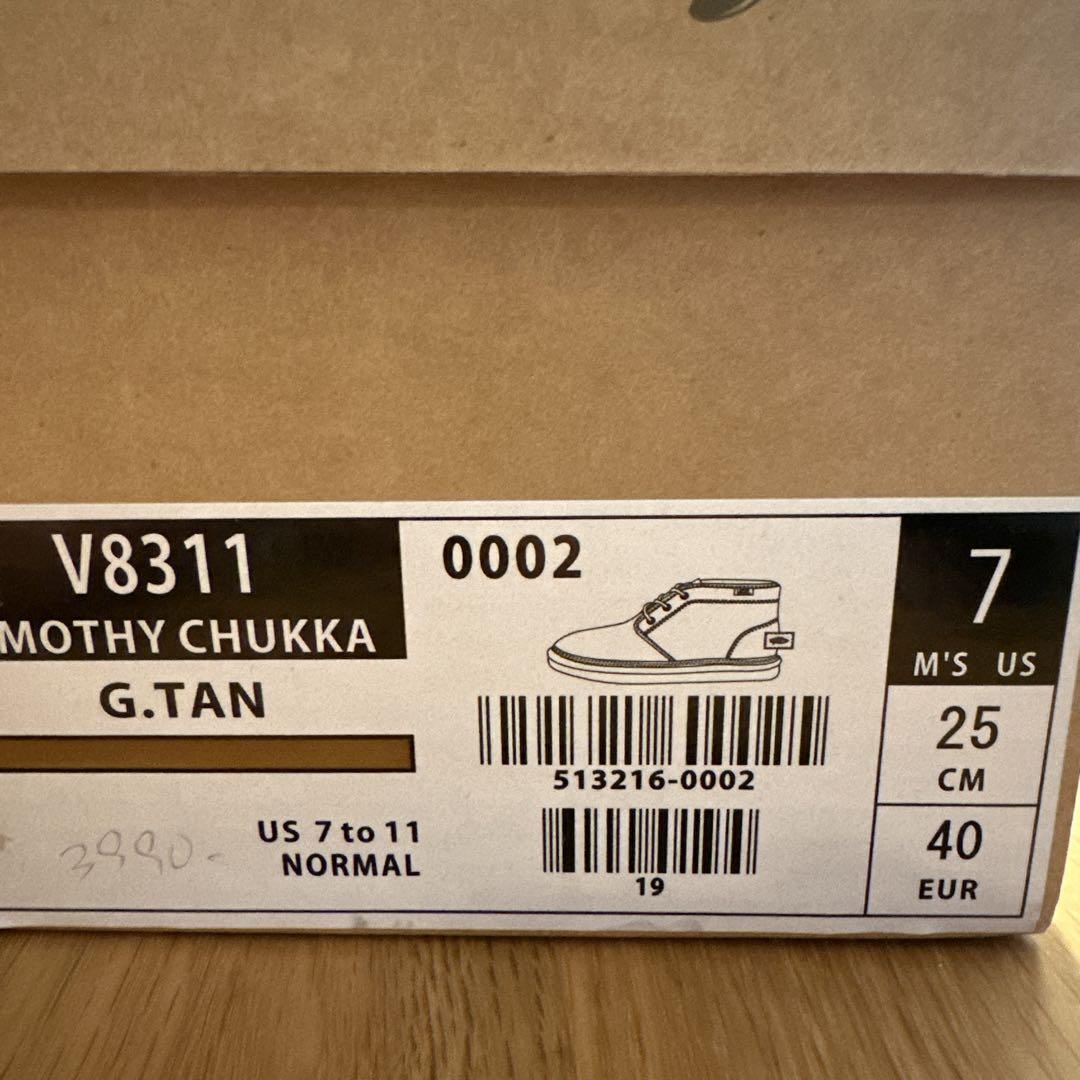 V8311
MOTHY CHUKKA
G.TAN
3990-
US 7 to 11
NORMAL
0002
513216-0002
19
7
M'S US
25
CM
40
EUR